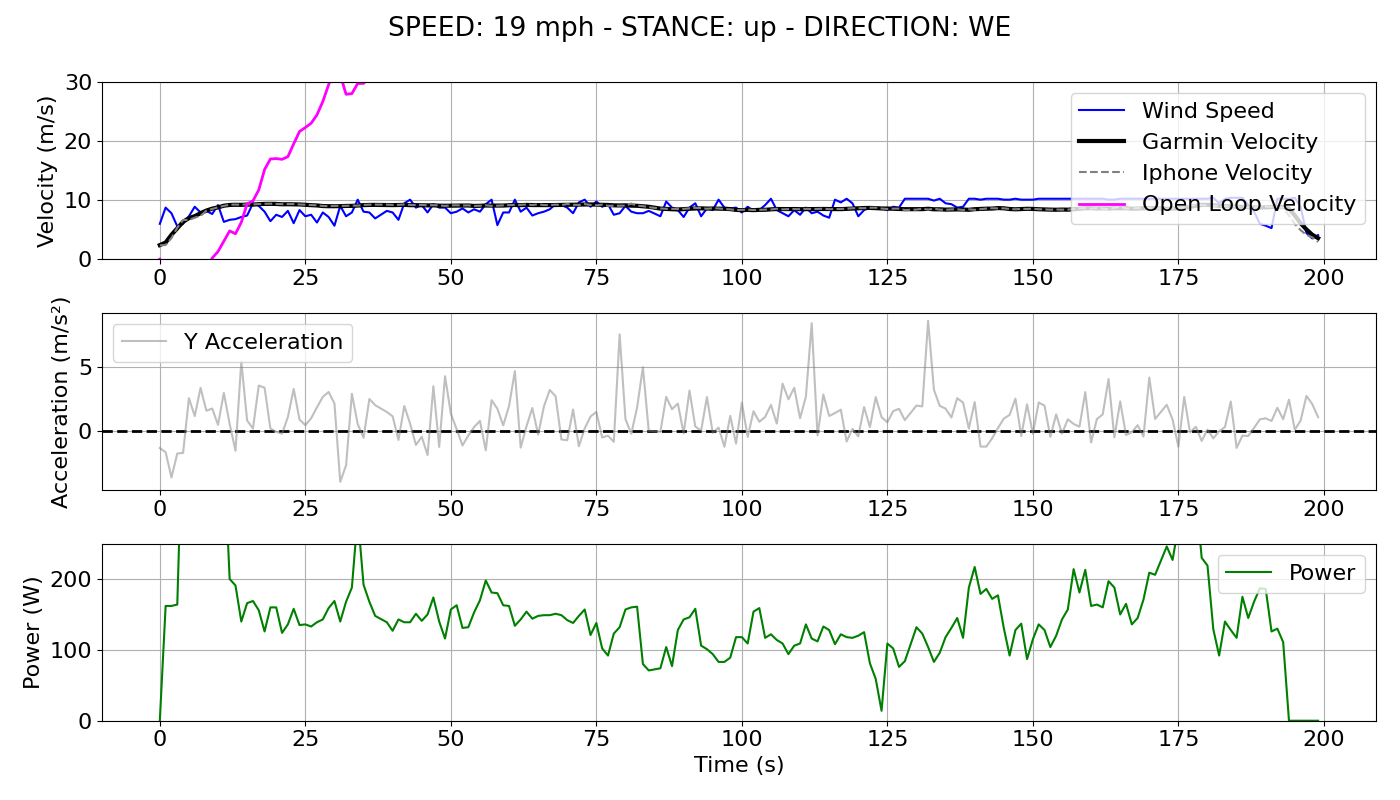 SPEED: 19 mph - STANCE: up - DIRECTION: WE
Velocity (m/s)
30
20
10
0
Wind Speed
Garmin Velocity
Iphone Velocity
Open Loop Velocity
0 25 50 75 100 125 150 175 200
Acceleration (m/s²)
5
0
Y Acceleration
0 25 50 75 100 125 150 175 200
Power (W)
200
100
0
Power
0 25 50 75 100 125 150 175 200
Time (s)